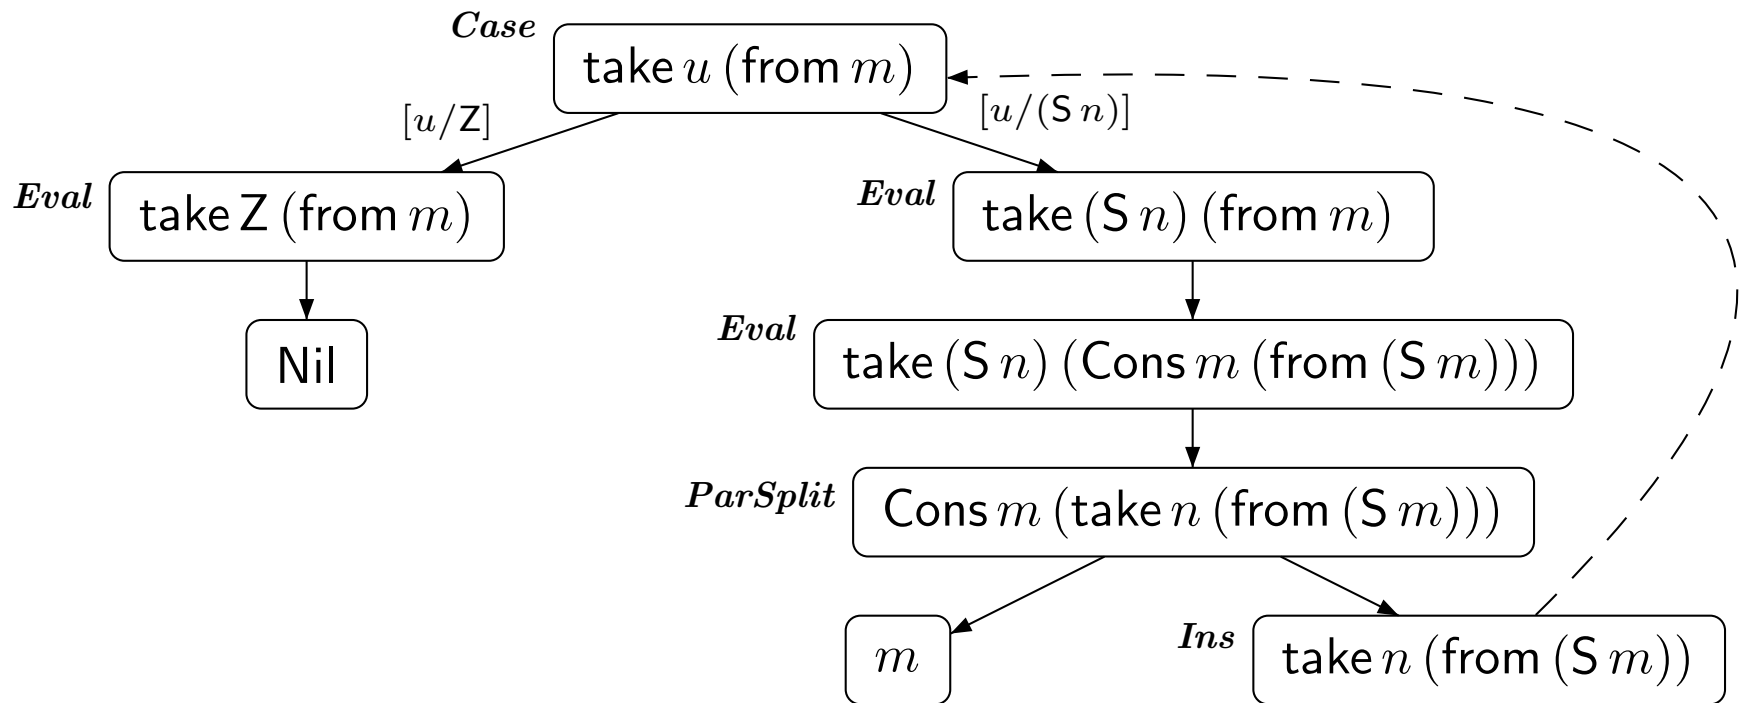 Case
take u (from m)
[u/Z]
[u/(S n)]
Eval
take Z (from m)
Eval
take (S n) (from m)
Nil
Eval
take (S n) (Cons m (from (S m)))
ParSplit
Cons m (take n (from (S m)))
m
Ins
take n (from (S m))